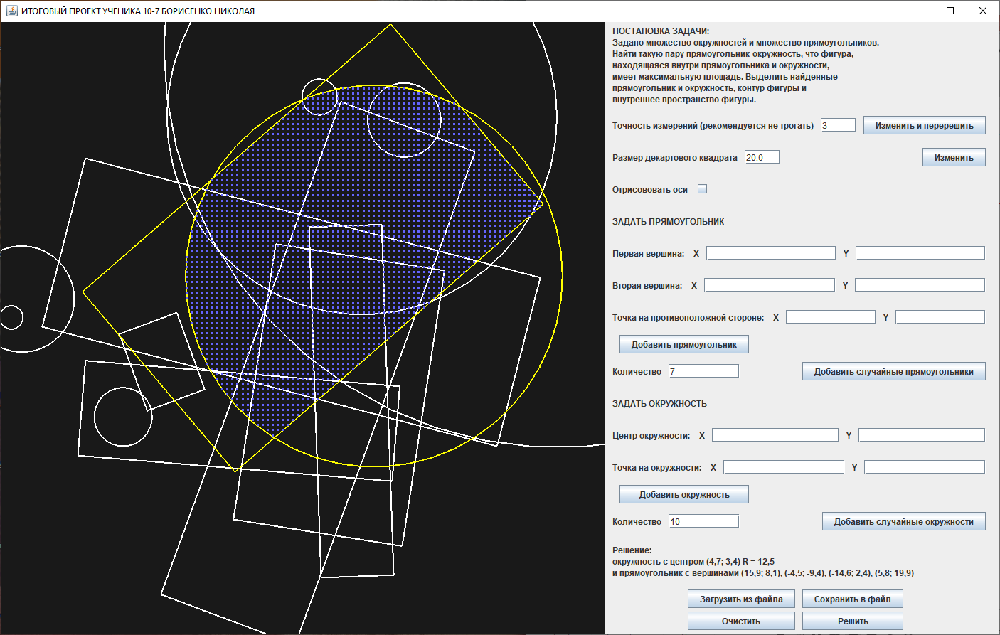 ИТОГОВЫЙ ПРОЕКТ УЧЕНИКА 10-7 БОРИСЕНКО НИКОЛАЯ
ПОСТАНОВКА ЗАДАЧИ:
Задано множество окружностей и множество прямоугольников.
Найти такую пару прямоугольник-окружность, что фигура,
находящаяся внутри прямоугольника и окружности,
имеет максимальную площадь. Выделить найденные
прямоугольник и окружность, контур фигуры и
внутреннее пространство фигуры.
Точность измерений (рекомендуется не трогать) 3 Изменить и перерешить
Размер декартового квадрата 20.0 Изменить
Отрисововать оси
ЗАДАТЬ ПРЯМОУГОЛЬНИК
Первая вершина: X Y
Вторая вершина: X Y
Точка на противоположной стороне: X Y
Добавить прямоугольник
Количество 7 Добавить случайные прямоугольники
ЗАДАТЬ ОКРУЖНОСТЬ
Центр окружности: X Y
Точка на окружности: X Y
Добавить окружность
Количество 10 Добавить случайные окружности
Решение:
окружность с центром (4,7; 3,4) R = 12,5
и прямоугольник с вершинами (15,9; 8,1), (-4,5; -9,4), (-14,6; 2,4), (5,8; 19,9)
Загрузить из файла Сохранить в файл
Очистить Решить